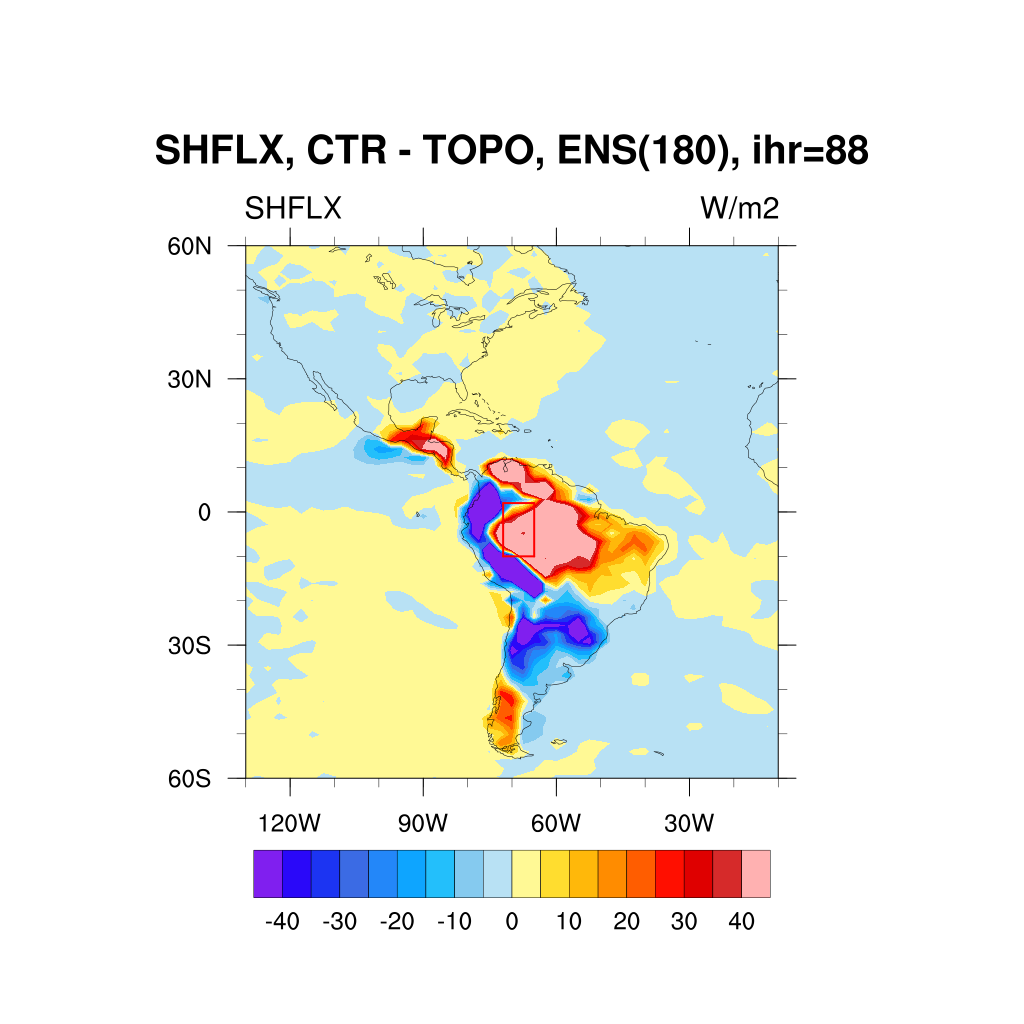 SHFLX, CTR - TOPO, ENS(180), ihr=88
SHFLX W/m2
60N
30N
0
30S
60S
120W 90W 60W 30W
-40 -30 -20 -10 0 10 20 30 40